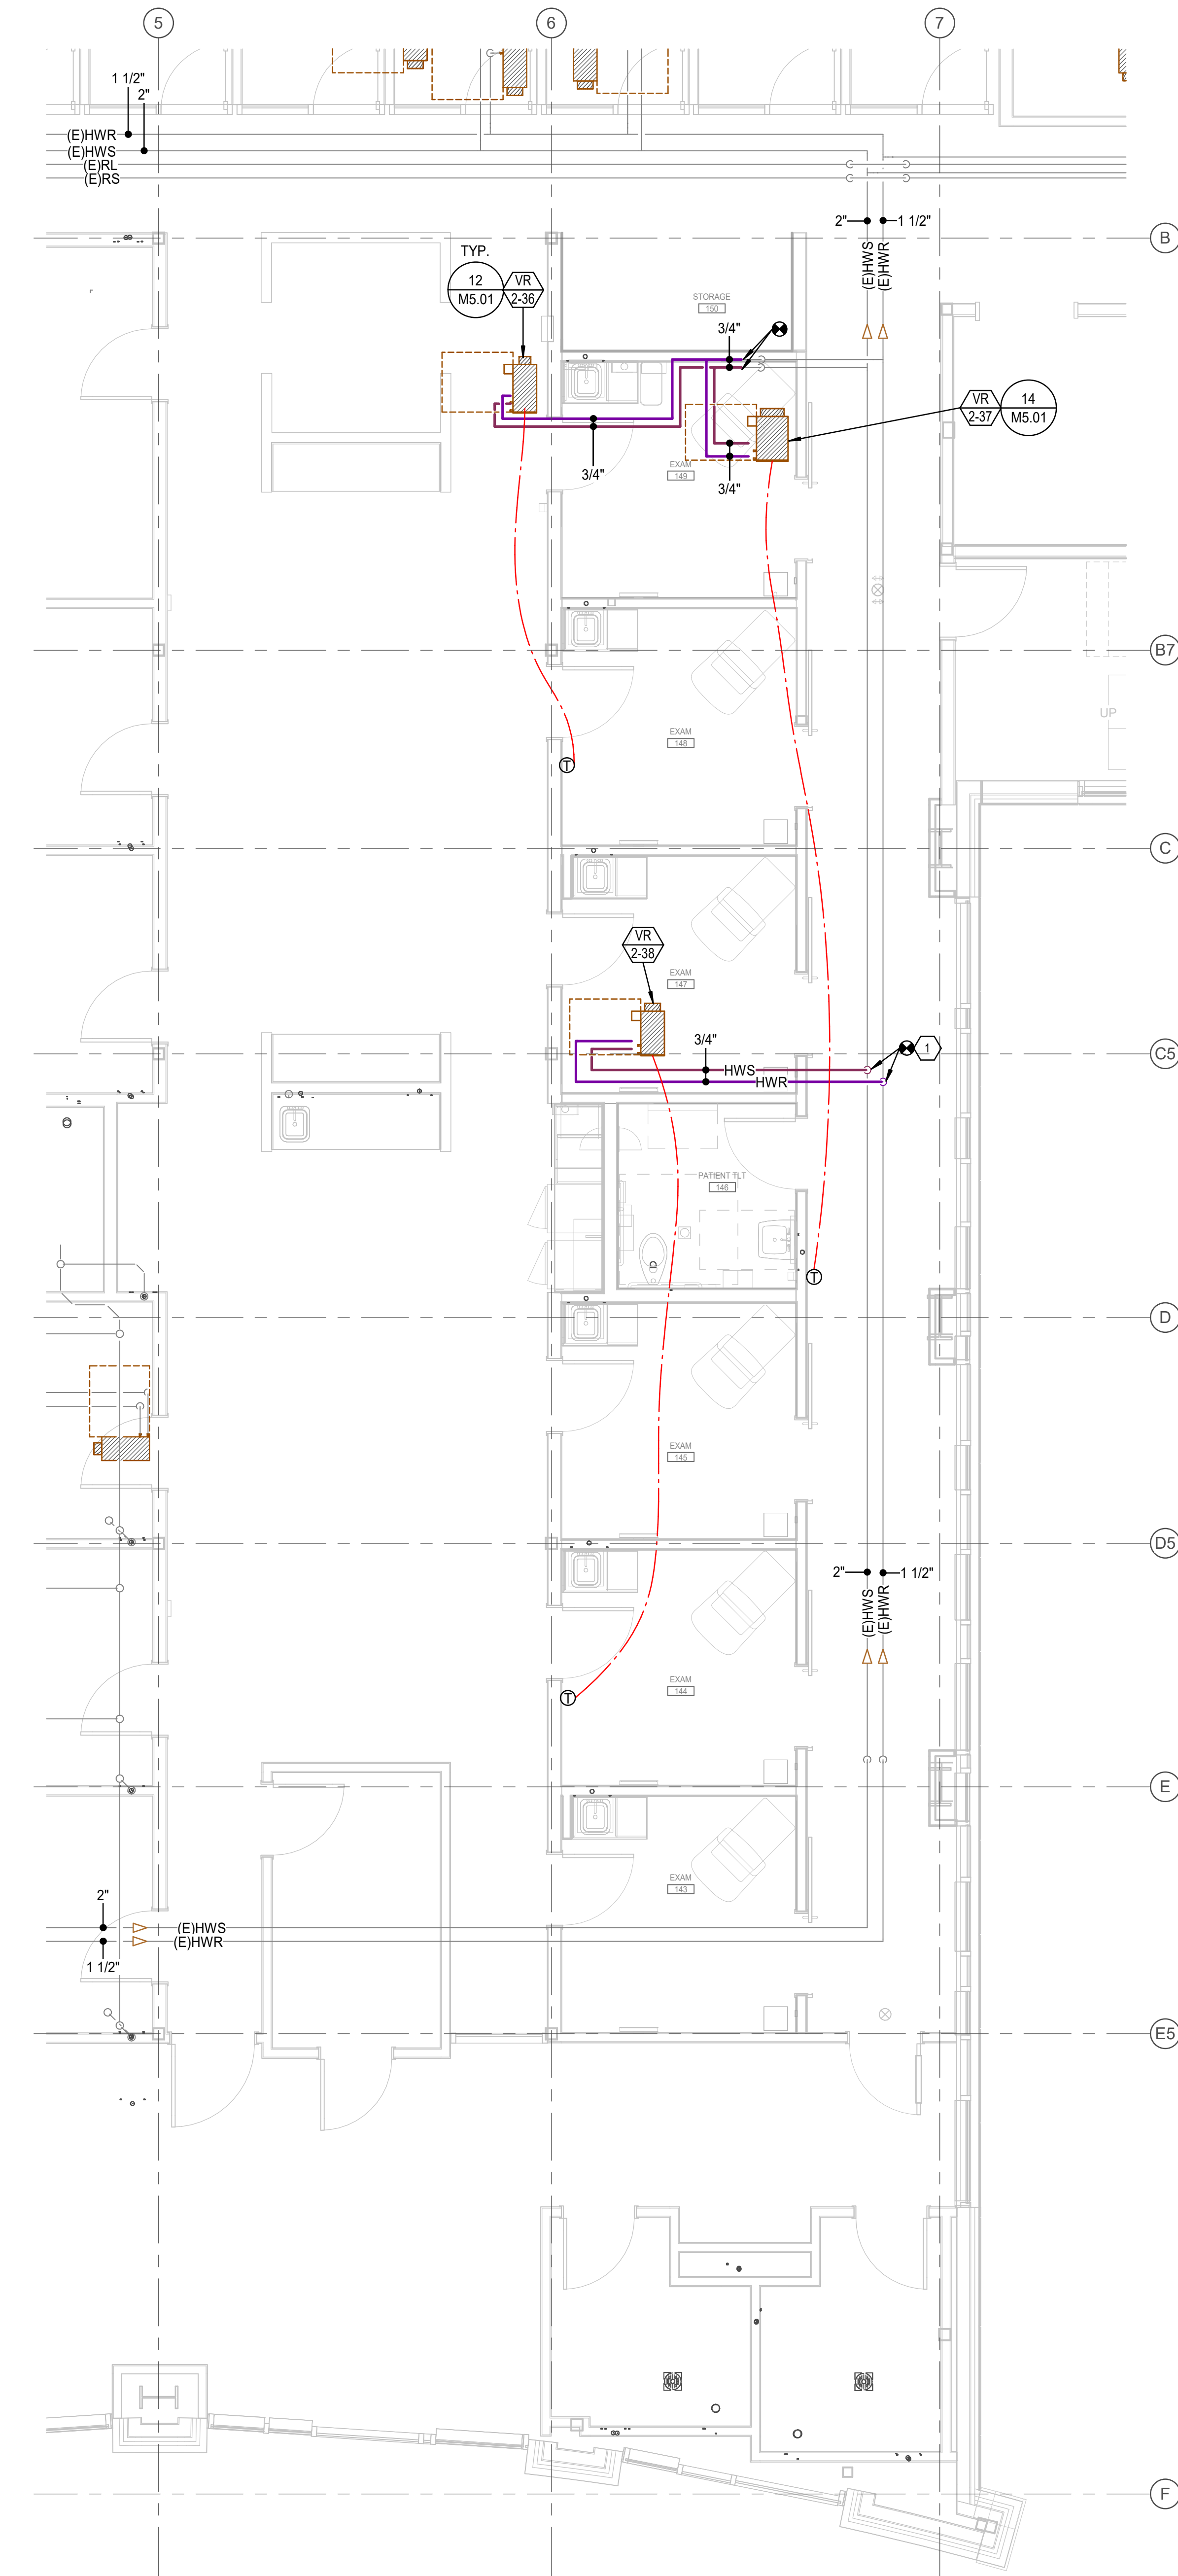 5
6
7
1 1/2"
2"
(E)HWR
(E)HWS
(E)RL
(E)RS
2"
1 1/2"
B
(E)HWS
(E)HWR
TYP.
12
M5.01
VR
2-36
STORAGE
150
3/4"
VR
2-37
14
M5.01
3/4"
EXAM
149
3/4"
B7
UP
EXAM
148
T
C
VR
2-38
EXAM
147
3/4"
1
C5
HWS
HWR
PATIENT TLT
146
T
D
EXAM
145
D5
2"
1 1/2"
(E)HWS
(E)HWR
EXAM
144
T
E
EXAM
143
2"
(E)HWS
(E)HWR
1 1/2"
E5
F